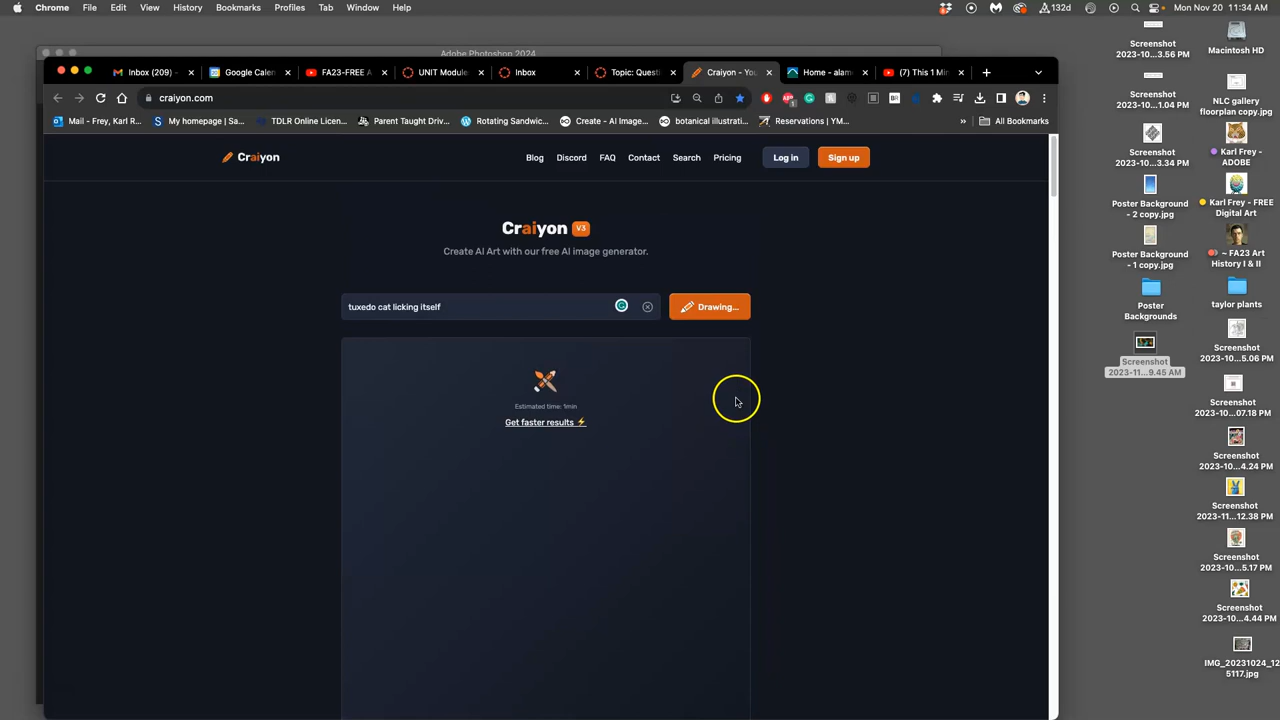 Chrome File Edit View History Bookmarks Profiles Tab Window Help
132d Mon Nov 20 11:34 AM
Adobe Photoshop 2024
Inbox (209) - Google Calen FA23-FREE A UNIT Module Inbox Topic: Questi Craiyon - You Home - alam (7) This 1 Min
craiyon.com
Mail - Frey, Karl R... My homepage | Sa... TDLR Online Licen... Parent Taught Driv... Rotating Sandwic... Create - AI Imag... botanical illustrati... Reservations | YM... » All Bookmarks
Craiyon
Blog Discord FAQ Contact Search Pricing Log in Sign up
Craiyon V3
Create AI Art with our free AI image generator.
tuxedo cat licking itself
Drawing...
Estimated time: 1min
Get faster results
Screenshot
...3.56 PM
Macintosh HD
Screenshot
...1.04 PM
NLC gallery
floorplan copy.jpg
Screenshot
2023-10...3.34 PM
Karl Frey -
ADOBE
Poster Background
- 2 copy.jpg
Karl Frey - FREE
Digital Art
Poster Background
- 1 copy.jpg
~ FA23 Art
History I & II
Poster
Backgrounds
taylor plants
Screenshot
2023-11...9.45 AM
Screenshot
2023-10...5.06 PM
Screenshot
2023-10...07.18 PM
Screenshot
2023-10...4.24 PM
Screenshot
2023-11...12.38 PM
Screenshot
2023-10...5.17 PM
Screenshot
2023-10...4.44 PM
IMG_20231024_12
5117.jpg